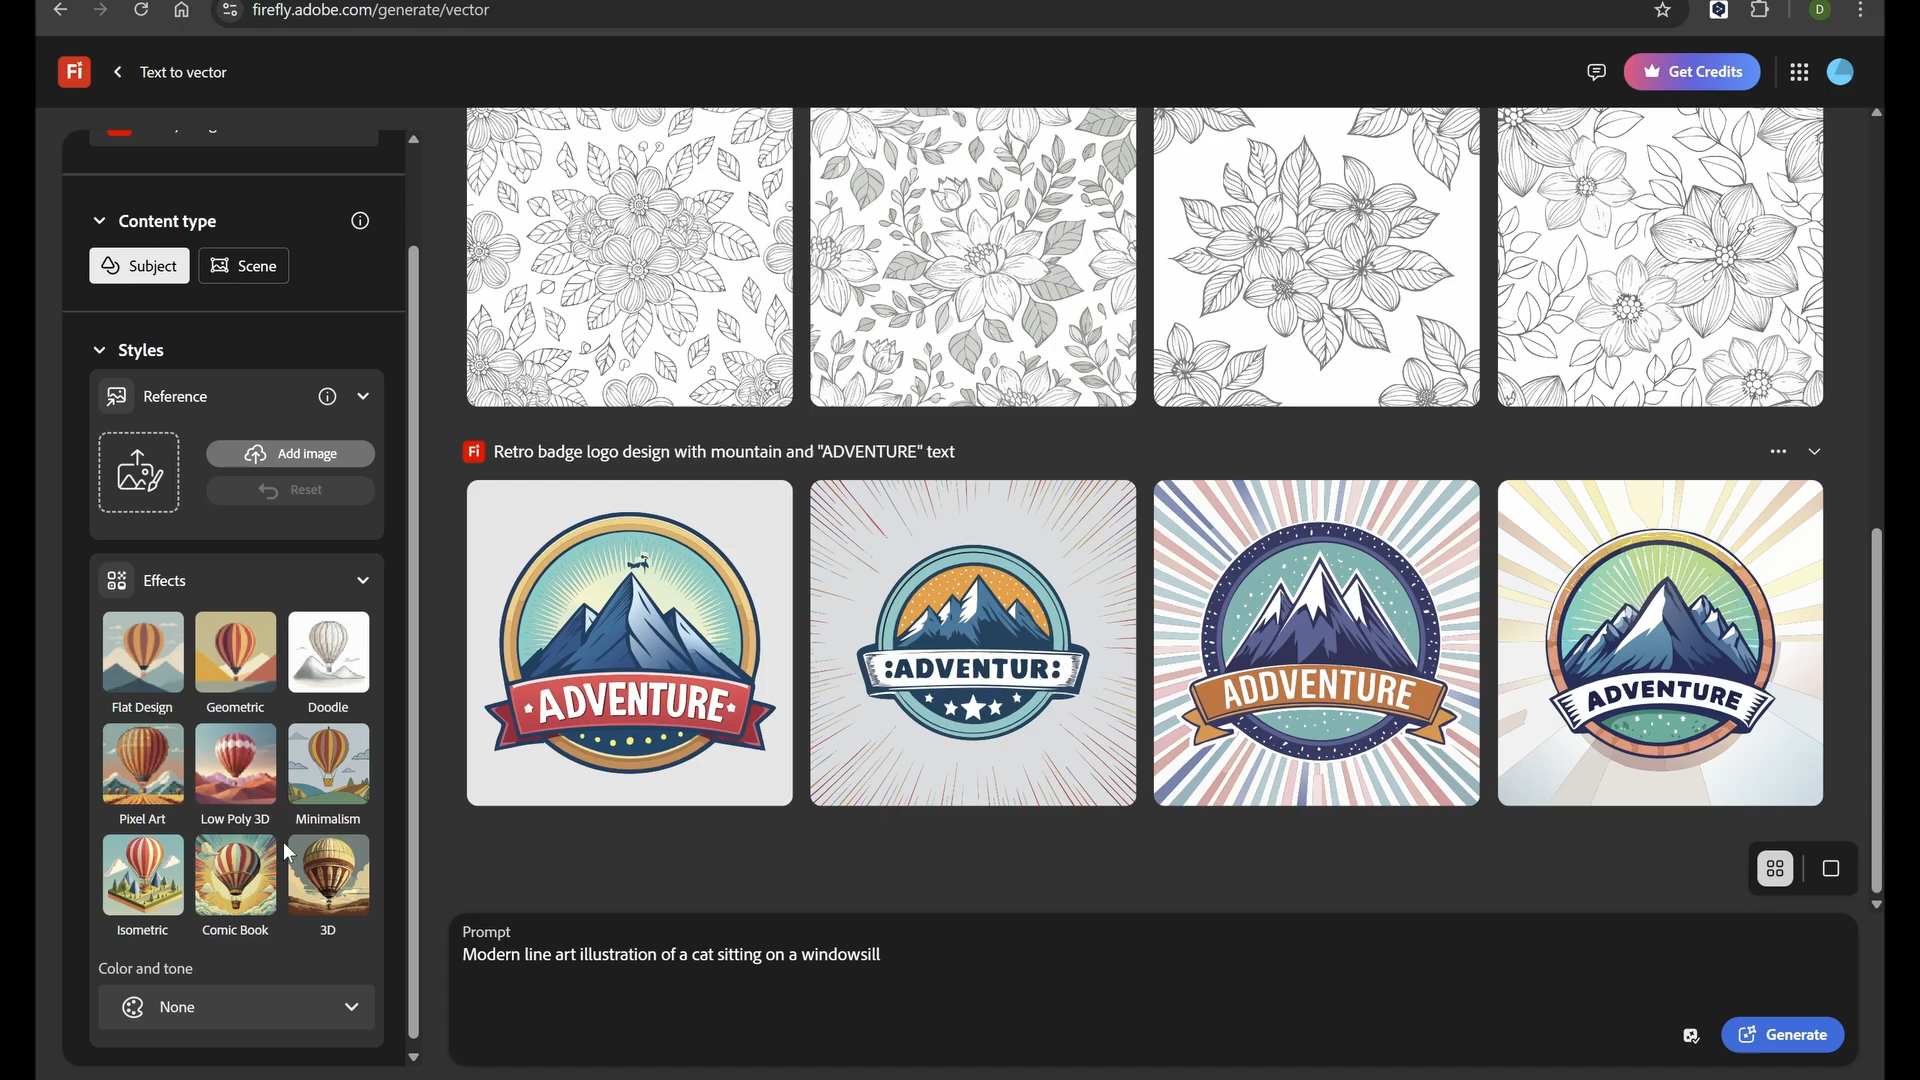 firefly.adobe.com/generate/vector
D
Fi
Text to vector
Get Credits
Content type
Subject
Scene
Styles
Reference
Add image
Reset
Effects
Flat Design
Geometric
Doodle
Pixel Art
Low Poly 3D
Minimalism
Isometric
Comic Book
3D
Color and tone
None
Fi Retro badge logo design with mountain and "ADVENTURE" text
ADVENTURE
:ADVENTUR:
ADDVENTURE
ADVENTURE
Prompt
Modern line art illustration of a cat sitting on a windowsill
Generate